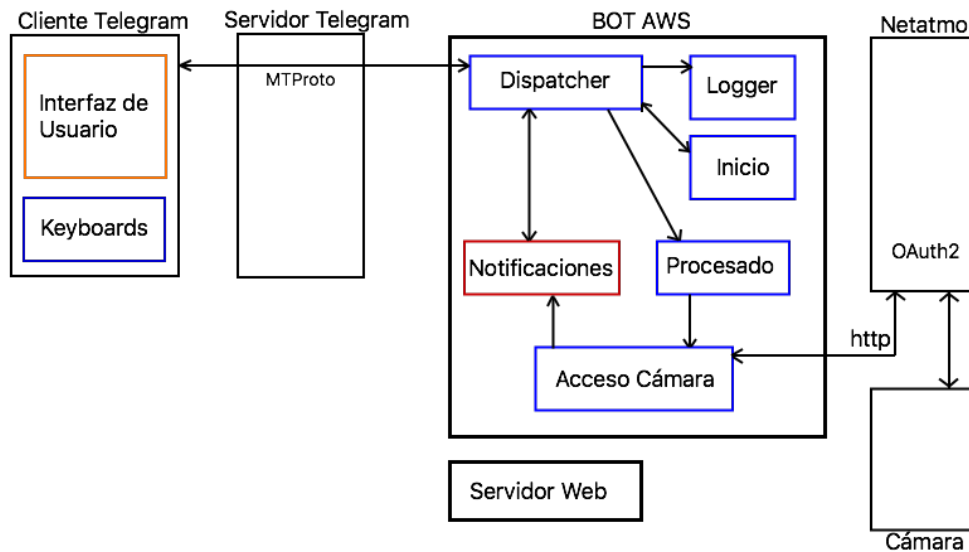 Cliente Telegram
Servidor Telegram
BOT AWS
Netatmo
Interfaz de
Usuario
Keyboards
MTProto
Dispatcher
Logger
Inicio
Notificaciones
Procesado
Acceso Cámara
OAuth2
http
Servidor Web
Cámara